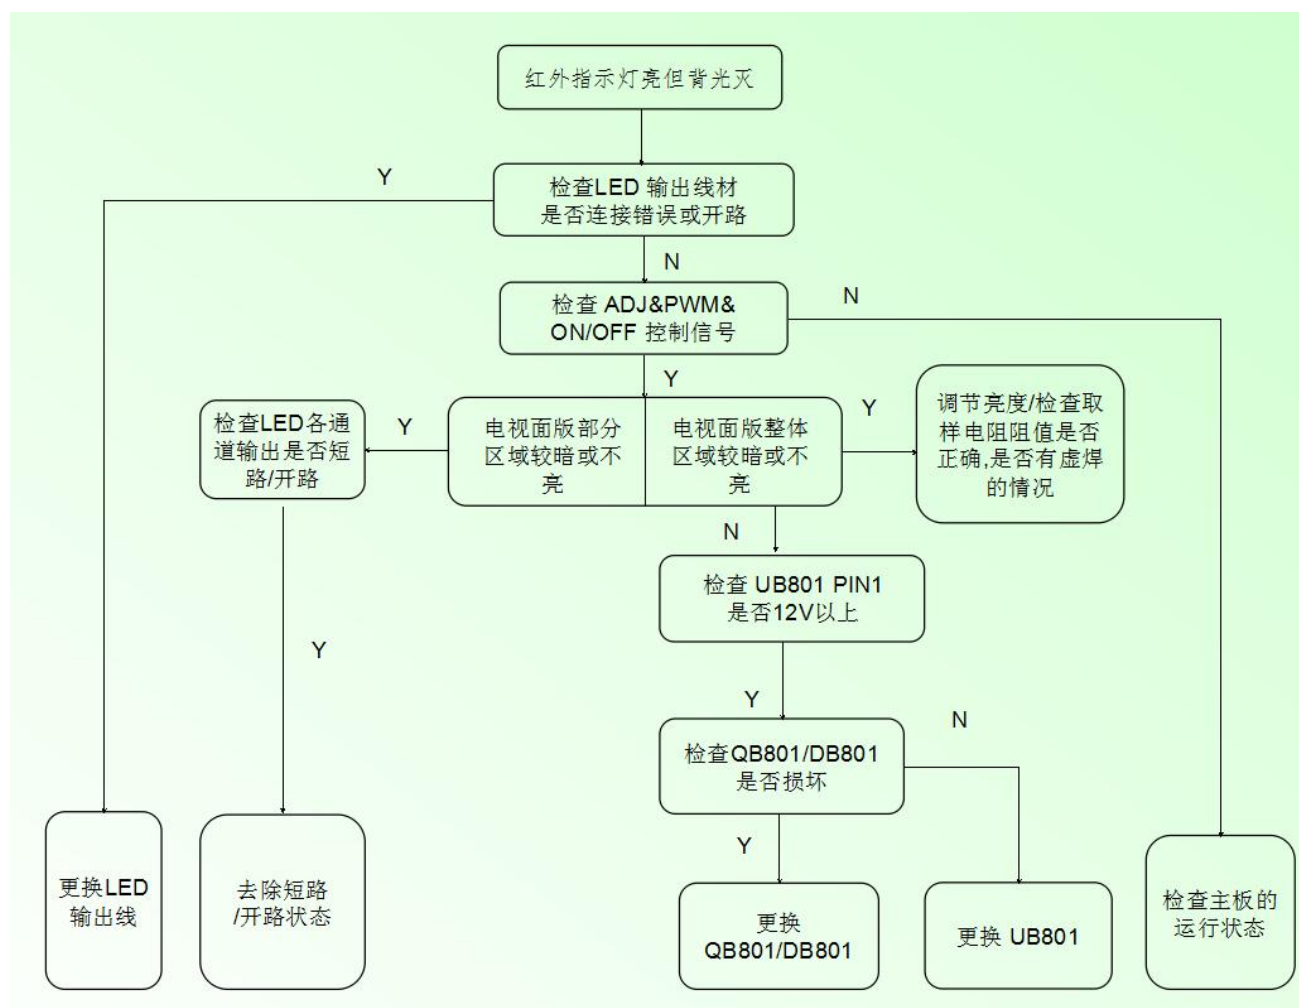 红外指示灯亮但背光灭
Y
检查LED 输出线材
是否连接错误或开路
N
检查 ADJ&PWM&
ON/OFF 控制信号
N
Y
检查LED各通
道输出是否短
路/开路
Y
电视面版部分
区域较暗或不
亮
电视面版整体
区域较暗或不
亮
Y
调节亮度/检查取
样电阻阻值是否
正确,是否有虚焊
的情况
N
检查 UB801 PIN1
是否12V以上
Y
Y
检查QB801/DB801
是否损坏
N
Y
更换LED
输出线
去除短路
/开路状态
更换
QB801/DB801
更换 UB801
检查主板的
运行状态